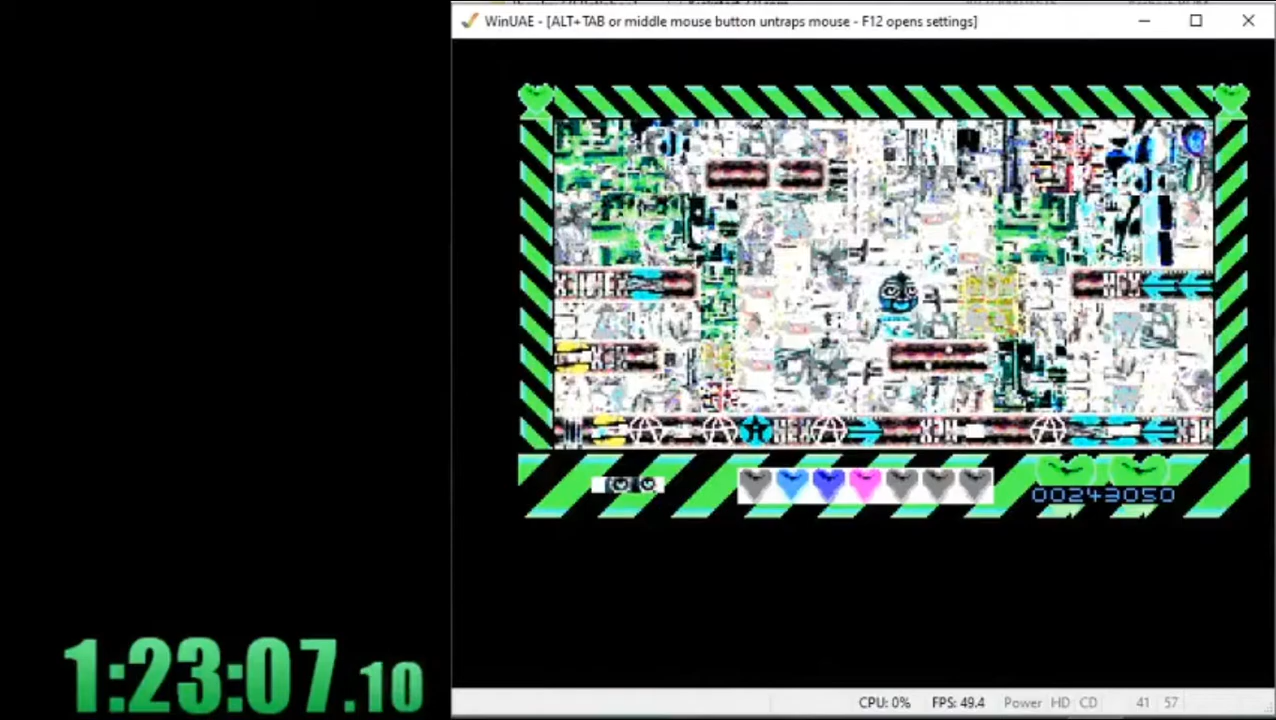 WinUAE - [ALT+TAB or middle mouse button untraps mouse - F12 opens settings]
00243050
1:23:07.10
CPU: 0% FPS: 49.4 Power HD CD 41 57